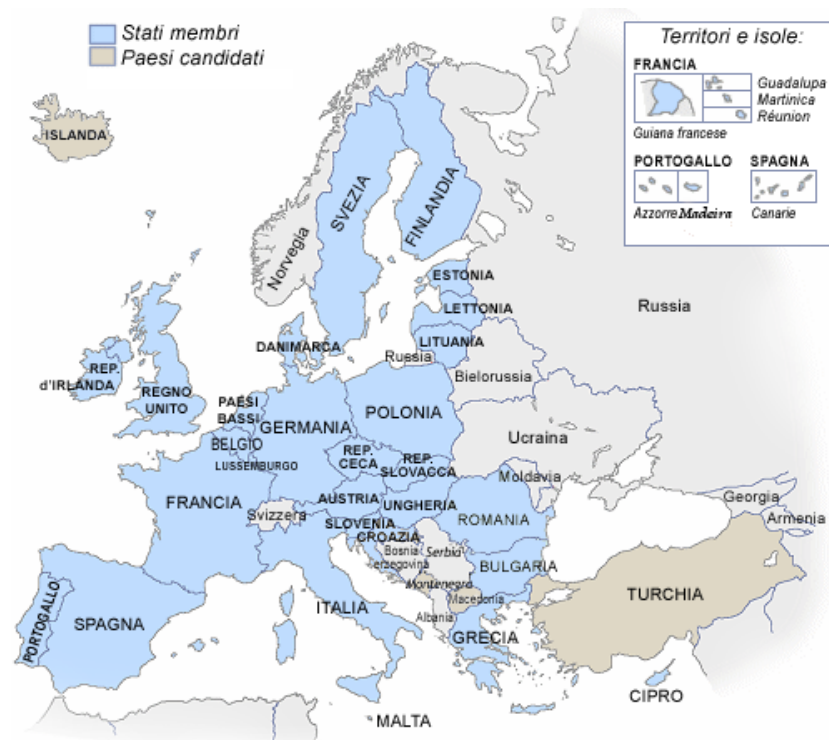 Stati membri
Paesi candidati
Territori e isole:
FRANCIA
Guadalupa
Martinica
Réunion
Guiana francese
PORTOGALLO
SPAGNA
Azzorre
Madeira
Canarie
ISLANDA
SVEZIA
FINLANDIA
Norvegia
ESTONIA
LETTONIA
LITUANIA
Russia
Russia
DANIMARCA
Bielorussia
REP.
d'IRLANDA
REGNO
UNITO
PAESI
BASSI
BELGIO
LUSSEMBURGO
GERMANIA
POLONIA
Ucraina
REP.
CECA
REP.
SLOVACCA
Moldavia
FRANCIA
Svizzera
AUSTRIA
UNGHERIA
ROMANIA
Georgia
Armenia
SLOVENIA
CROAZIA
Bosnia
Erzegovina
Serbia
BULGARIA
Montenegro
Macedonia
Albania
TURCHIA
ITALIA
GRECIA
PORTOGALLO
SPAGNA
CIPRO
MALTA